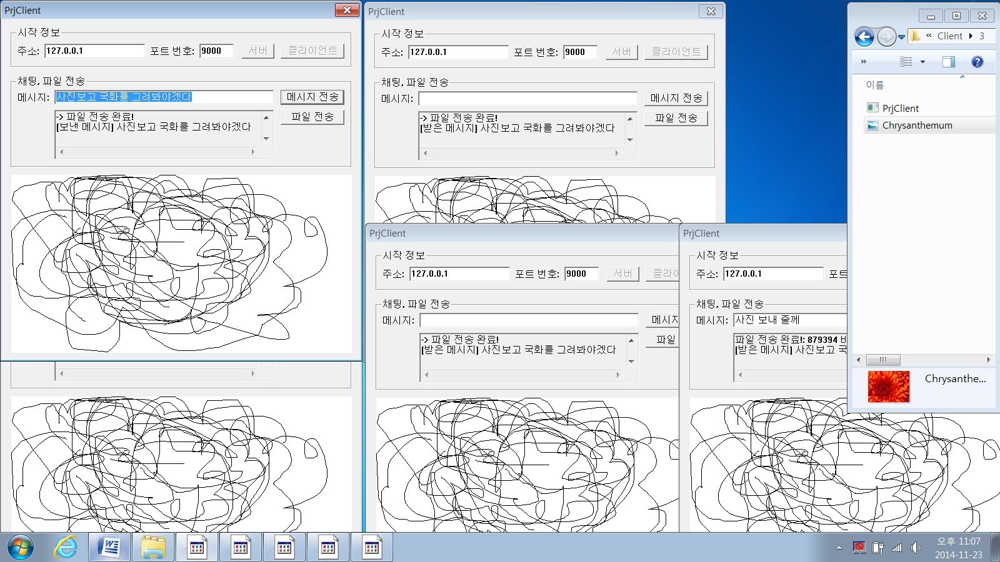 PrjClient
시작 정보
주소: 127.0.0.1 포트 번호: 9000 서버 클라이언트
채팅, 파일 전송
메시지: 사진보고 국화를 그려봐야겠다 메시지 전송
-> 파일 전송 완료!
[보낸 메시지] 사진보고 국화를 그려봐야겠다
파일 전송
PrjClient
시작 정보
주소: 127.0.0.1 포트 번호: 9000 서버 클라이언트
채팅, 파일 전송
메시지: 메시지 전송
-> 파일 전송 완료!
[받은 메시지] 사진보고 국화를 그려봐야겠다
파일 전송
PrjClient
시작 정보
주소: 127.0.0.1 포트 번호: 9000 서버 클라이
채팅, 파일 전송
메시지: 메시지
-> 파일 전송 완료!
[받은 메시지] 사진보고 국화를 그려봐야겠다
파일
PrjClient
시작 정보
주소: 127.0.0.1 포트
채팅, 파일 전송
메시지: 사진 보내 줄께
파일 전송 완료!: 879394 바
[받은 메시지] 사진보고 국
« Client 3
»
이름
PrjClient
Chrysanthemum
Chrysanthe...
오후 11:07
2014-11-23